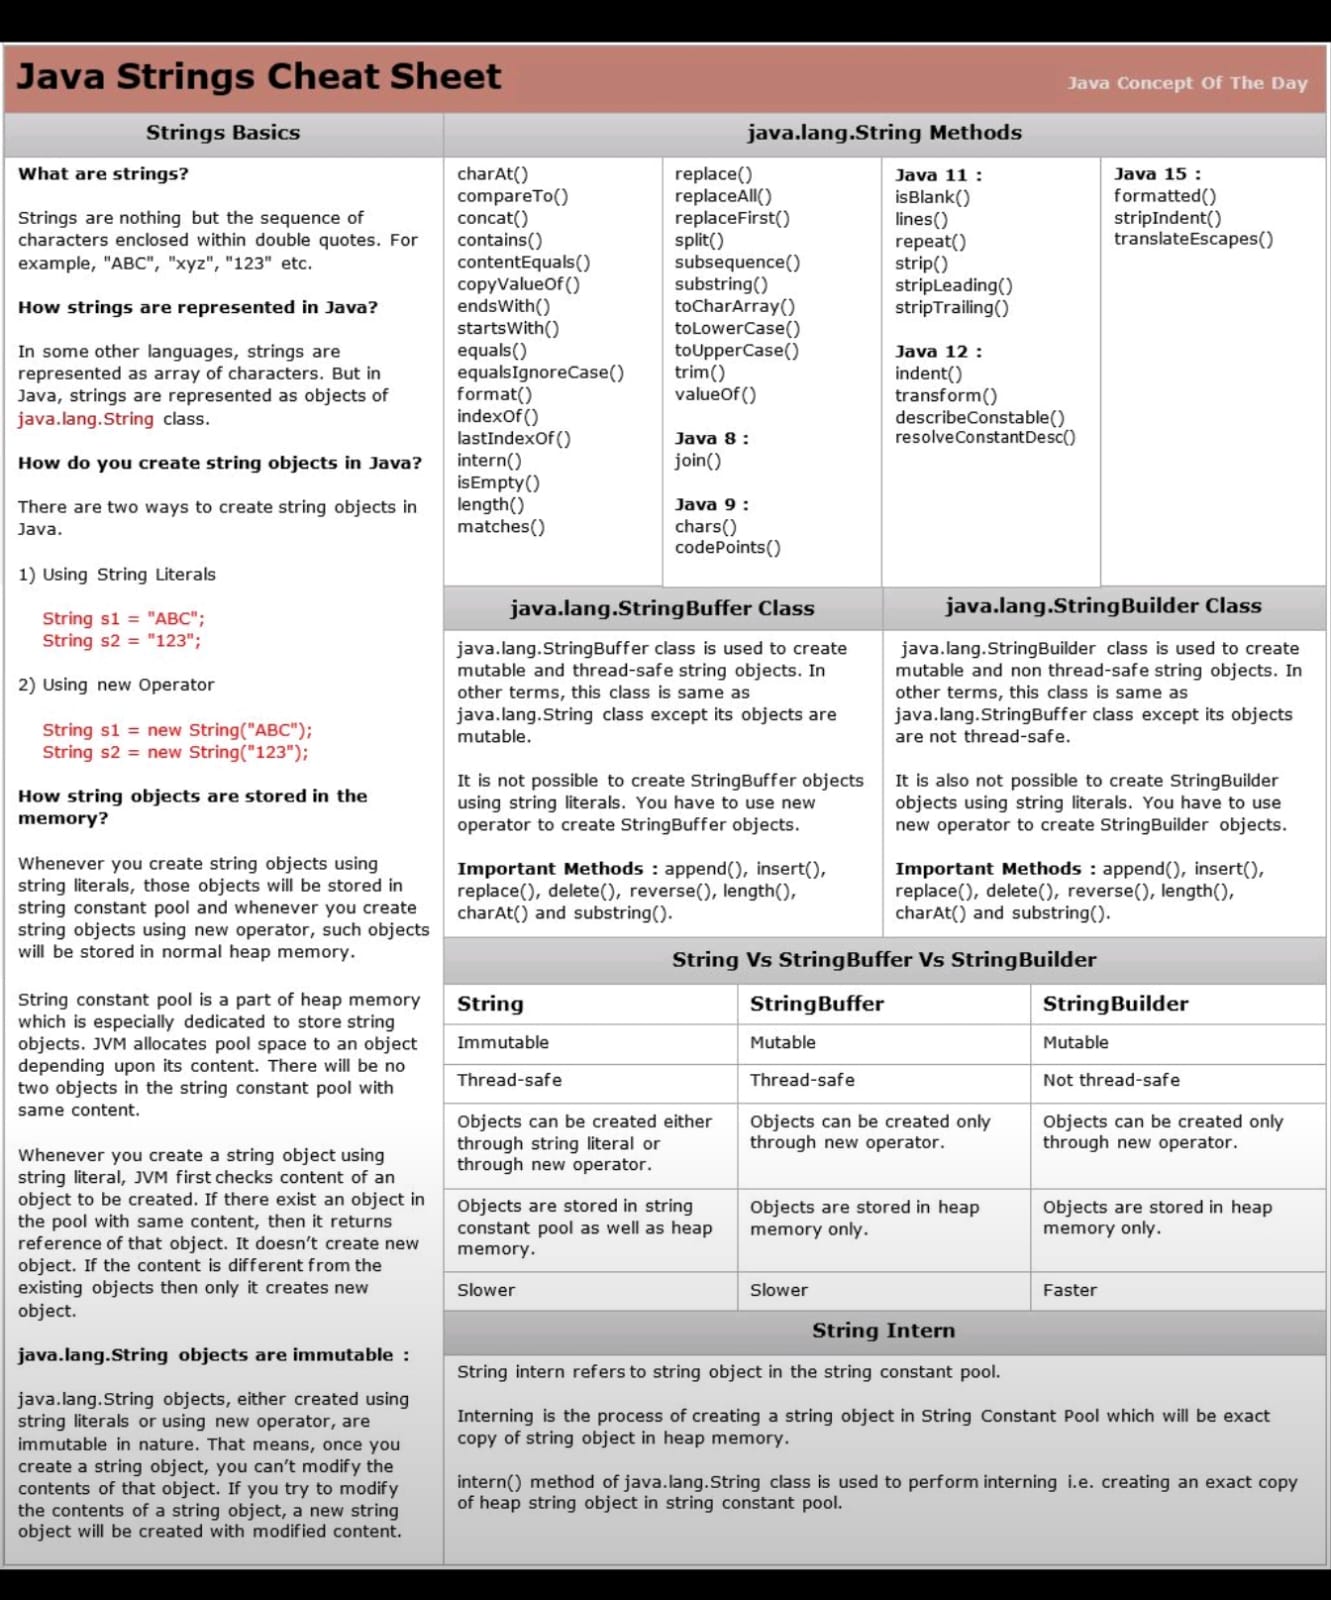 Java Strings Cheat Sheet
Java Concept Of The Day
Strings Basics
What are strings?
Strings are nothing but the sequence of
characters enclosed within double quotes. For
example, "ABC", "xyz", "123" etc.
How strings are represented in Java?
In some other languages, strings are
represented as array of characters. But in
Java, strings are represented as objects of
java.lang.String class.
How do you create string objects in Java?
There are two ways to create string objects in
Java.
1) Using String Literals
String s1 = "ABC";
String s2 = "123";
2) Using new Operator
String s1 = new String("ABC");
String s2 = new String("123");
How string objects are stored in the
memory?
Whenever you create string objects using
string literals, those objects will be stored in
string constant pool and whenever you create
string objects using new operator, such objects
will be stored in normal heap memory.
String constant pool is a part of heap memory
which is especially dedicated to store string
objects. JVM allocates pool space to an object
depending upon its content. There will be no
two objects in the string constant pool with
same content.
Whenever you create a string object using
string literal, JVM first checks content of an
object to be created. If there exist an object in
the pool with same content, then it returns
reference of that object. It doesn't create new
object. If the content is different from the
existing objects then only it creates new
object.
java.lang.String objects are immutable :
java.lang.String objects, either created using
string literals or using new operator, are
immutable in nature. That means, once you
create a string object, you can't modify the
contents of that object. If you try to modify
the contents of a string object, a new string
object will be created with modified content.
java.lang.String Methods
charAt()
compareTo()
concat()
contains()
contentEquals()
copyValueOf()
endsWith()
startsWith()
equals()
equalsIgnoreCase()
format()
indexOf()
lastIndexOf()
intern()
isEmpty()
length()
matches()
replace()
replaceAll()
replaceFirst()
split()
subsequence()
substring()
toCharArray()
toLowerCase()
toUpperCase()
trim()
valueOf()
Java 8 :
join()
Java 9 :
chars()
codePoints()
Java 11 :
isBlank()
lines()
repeat()
strip()
stripLeading()
stripTrailing()
Java 12 :
indent()
transform()
describeConstable()
resolveConstantDesc()
Java 15 :
formatted()
stripIndent()
translateEscapes()
java.lang.StringBuffer Class
java.lang.StringBuffer class is used to create
mutable and thread-safe string objects. In
other terms, this class is same as
java.lang.String class except its objects are
mutable.
It is not possible to create StringBuffer objects
using string literals. You have to use new
operator to create StringBuffer objects.
Important Methods : append(), insert(),
replace(), delete(), reverse(), length(),
charAt() and substring().
java.lang.StringBuilder Class
java.lang.StringBuilder class is used to create
mutable and non thread-safe string objects. In
other terms, this class is same as
java.lang.StringBuffer class except its objects
are not thread-safe.
It is also not possible to create StringBuilder
objects using string literals. You have to use
new operator to create StringBuilder objects.
Important Methods : append(), insert(),
replace(), delete(), reverse(), length(),
charAt() and substring().
String Vs StringBuffer Vs StringBuilder
String
StringBuffer
StringBuilder
Immutable
Mutable
Mutable
Thread-safe
Thread-safe
Not thread-safe
Objects can be created either
through string literal or
through new operator.
Objects can be created only
through new operator.
Objects can be created only
through new operator.
Objects are stored in string
constant pool as well as heap
memory.
Objects are stored in heap
memory only.
Objects are stored in heap
memory only.
Slower
Slower
Faster
String Intern
String intern refers to string object in the string constant pool.
Interning is the process of creating a string object in String Constant Pool which will be exact
copy of string object in heap memory.
intern() method of java.lang.String class is used to perform interning i.e. creating an exact copy
of heap string object in string constant pool.